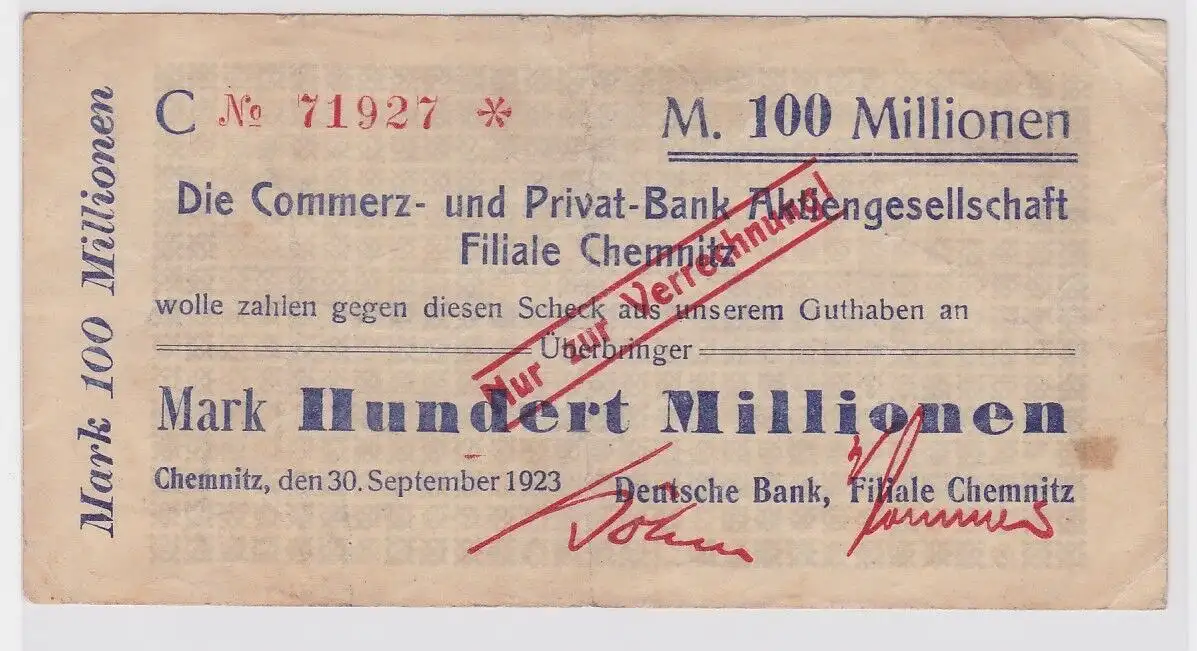 Mark 100 Millionen
C № 71927 *
M. 100 Millionen
Die Commerz- und Privat-Bank Aktiengesellschaft
Filiale Chemnitz
wolle zahlen gegen diesen Scheck aus unserem Guthaben an
Überbringer
Nur zur Verrechnung!
Mark Hundert Millionen
Chemnitz, den 30. September 1923
Deutsche Bank, Filiale Chemnitz